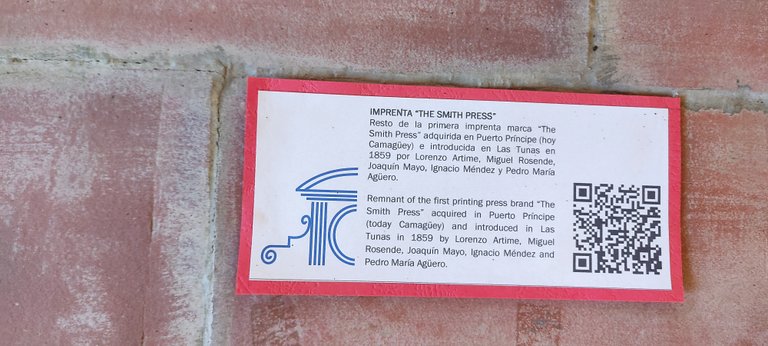 IMPRENTA “THE SMITH PRESS”
Resto de la primera imprenta marca “The
Smith Press” adquirida en Puerto Príncipe (hoy
Camagüey) e introducida en Las Tunas en
1859 por Lorenzo Artime, Miguel Rosende,
Joaquín Mayo, Ignacio Méndez y Pedro María
Agüero.
Remnant of the first printing press brand “The
Smith Press” acquired in Puerto Príncipe
(today Camagüey) and introduced in Las
Tunas in 1859 by Lorenzo Artime, Miguel
Rosende, Joaquín Mayo, Ignacio Méndez and
Pedro María Agüero.